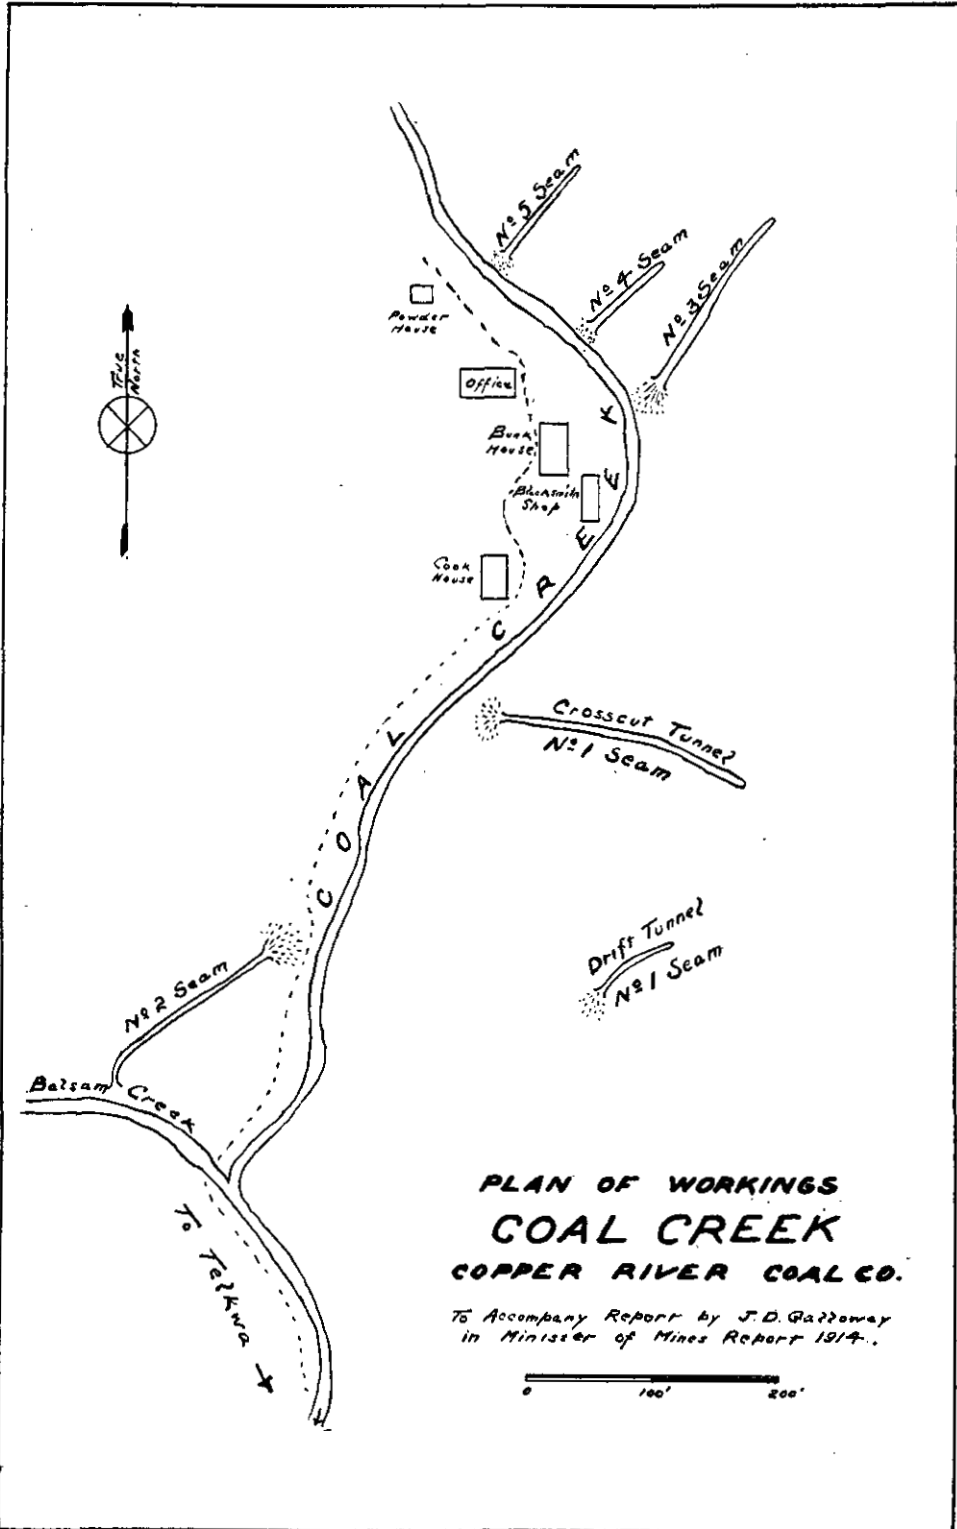 Nº 5 Seam
Nº 4 Seam
Nº 3 Seam
Powder
House
True
North
Office
Bunk
House
Blacksmith
Shop
Cook
House
COAL CREEK
Crosscut Tunnel
Nº 1 Seam
Drift Tunnel
Nº 1 Seam
Nº 2 Seam
Balsam Creek
To Telkwa
PLAN OF WORKINGS
COAL CREEK
COPPER RIVER COAL CO.
To Accompany Report by J.D. Galloway
in Minister of Mines Report 1914.
0 100' 200'